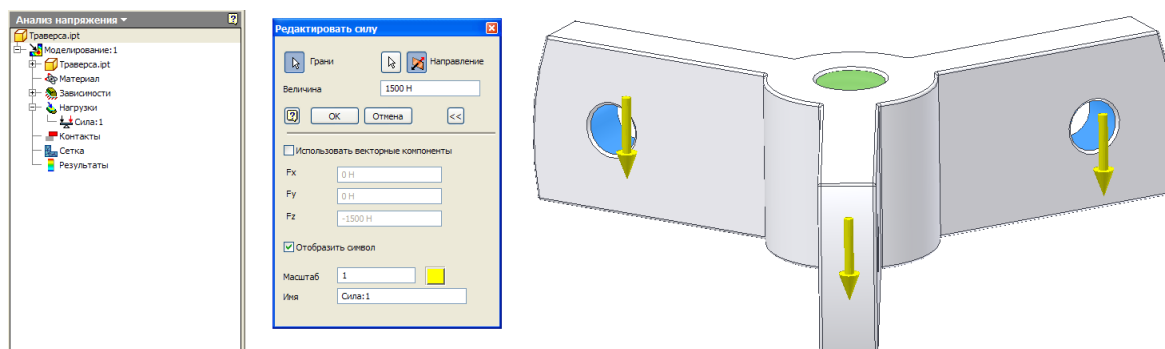 Анализ напряжения
Траверса.ipt
Моделирование:1
Траверса.ipt
Материал
Зависимости
Нагрузки
Сила:1
Контакты
Сетка
Результаты
Редактировать силу
Грани Направление
Величина 1500 Н
ОК Отмена <<
Использовать векторные компоненты
Fx 0 Н
Fy 0 Н
Fz -1500 Н
Отобразить символ
Масштаб 1
Имя Сила:1